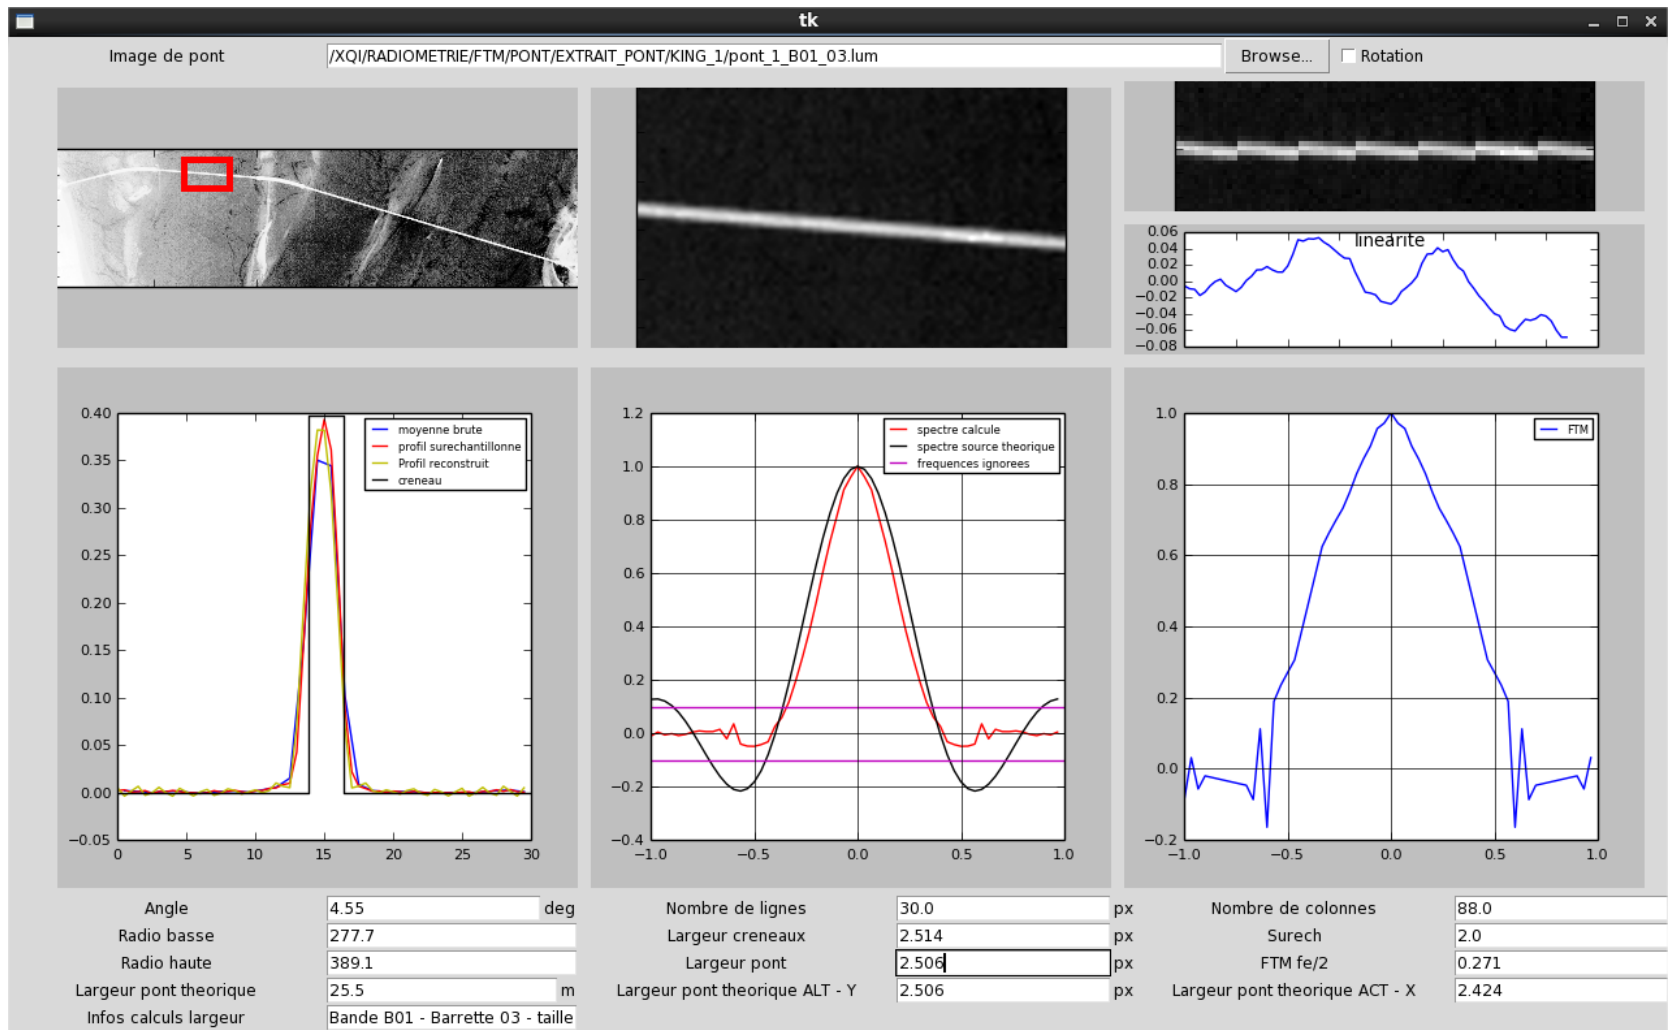 tk
Image de pont /XQI/RADIOMETRIE/FTM/PONT/EXTRAIT_PONT/KING_1/pont_1_B01_03.lum Browse... Rotation
linearite
0.06
0.04
0.02
0.00
−0.02
−0.04
−0.06
−0.08
0.40
0.35
0.30
0.25
0.20
0.15
0.10
0.05
0.00
−0.05
0 5 10 15 20 25 30
moyenne brute
profil surechantillonne
Profil reconstruit
creneau
1.2
1.0
0.8
0.6
0.4
0.2
0.0
−0.2
−0.4
−1.0 −0.5 0.0 0.5 1.0
spectre calcule
spectre source theorique
frequences ignorees
1.0
0.8
0.6
0.4
0.2
0.0
−0.2
−1.0 −0.5 0.0 0.5 1.0
FTM
Angle 4.55 deg Nombre de lignes 30.0 px Nombre de colonnes 88.0
Radio basse 277.7 Largeur creneaux 2.514 px Surech 2.0
Radio haute 389.1 Largeur pont 2.506 px FTM fe/2 0.271
Largeur pont theorique 25.5 m Largeur pont theorique ALT - Y 2.506 px Largeur pont theorique ACT - X 2.424
Infos calculs largeur Bande B01 - Barrette 03 - taille